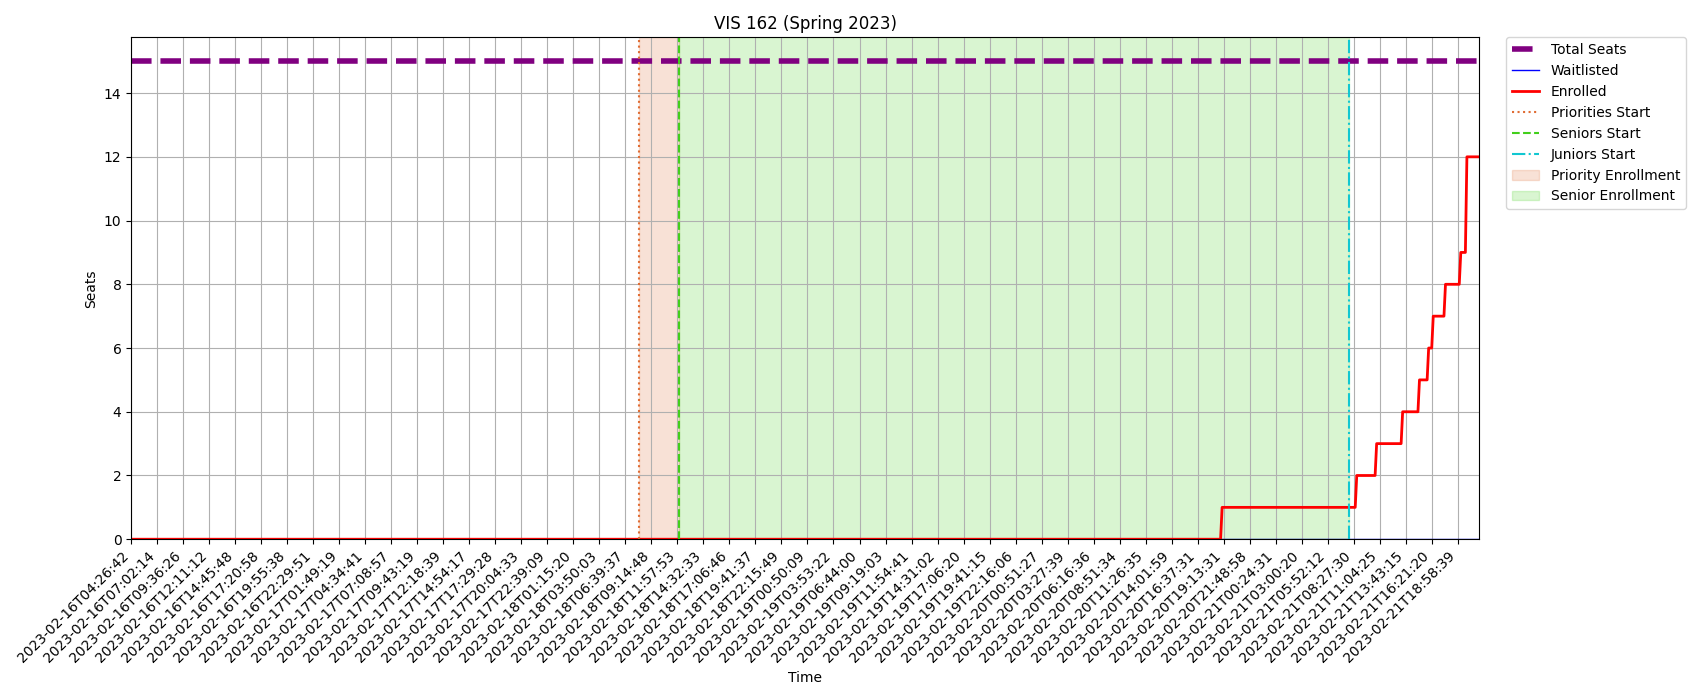 VIS 162 (Spring 2023)
Total Seats
Waitlisted
Enrolled
Priorities Start
Seniors Start
Juniors Start
Priority Enrollment
Senior Enrollment
Seats
14
12
10
8
6
4
2
0
2023-02-16T04:26:42
2023-02-16T07:02:14
2023-02-16T09:36:26
2023-02-16T12:11:12
2023-02-16T14:45:48
2023-02-16T17:20:58
2023-02-16T19:55:38
2023-02-16T22:29:51
2023-02-17T01:49:19
2023-02-17T04:34:41
2023-02-17T07:08:57
2023-02-17T09:43:19
2023-02-17T12:18:39
2023-02-17T14:54:17
2023-02-17T17:29:28
2023-02-17T20:04:33
2023-02-17T22:39:09
2023-02-18T01:15:20
2023-02-18T03:50:03
2023-02-18T06:39:37
2023-02-18T09:14:48
2023-02-18T11:57:53
2023-02-18T14:32:33
2023-02-18T17:06:46
2023-02-18T19:41:37
2023-02-18T22:15:49
2023-02-19T00:50:09
2023-02-19T03:53:22
2023-02-19T06:44:00
2023-02-19T09:19:03
2023-02-19T11:54:41
2023-02-19T14:31:02
2023-02-19T17:06:20
2023-02-19T19:41:15
2023-02-19T22:16:06
2023-02-20T00:51:27
2023-02-20T03:27:39
2023-02-20T06:16:36
2023-02-20T08:51:34
2023-02-20T11:26:35
2023-02-20T14:01:59
2023-02-20T16:37:31
2023-02-20T19:13:31
2023-02-20T21:48:58
2023-02-21T00:24:31
2023-02-21T03:00:20
2023-02-21T05:52:12
2023-02-21T08:27:30
2023-02-21T11:04:25
2023-02-21T13:43:15
2023-02-21T16:21:20
2023-02-21T18:58:39
Time